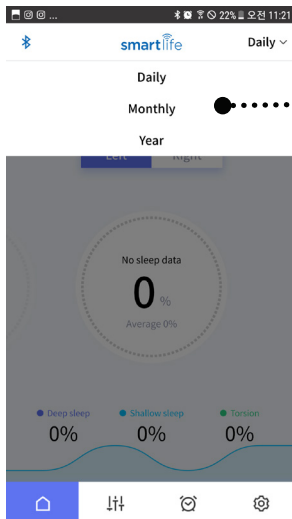 ... 22% 오전 11:21
smartlife Daily
Daily
Monthly
Year
Left Right
No sleep data
0 %
Average 0%
Deep sleep Shallow sleep Torsion
0% 0% 0%